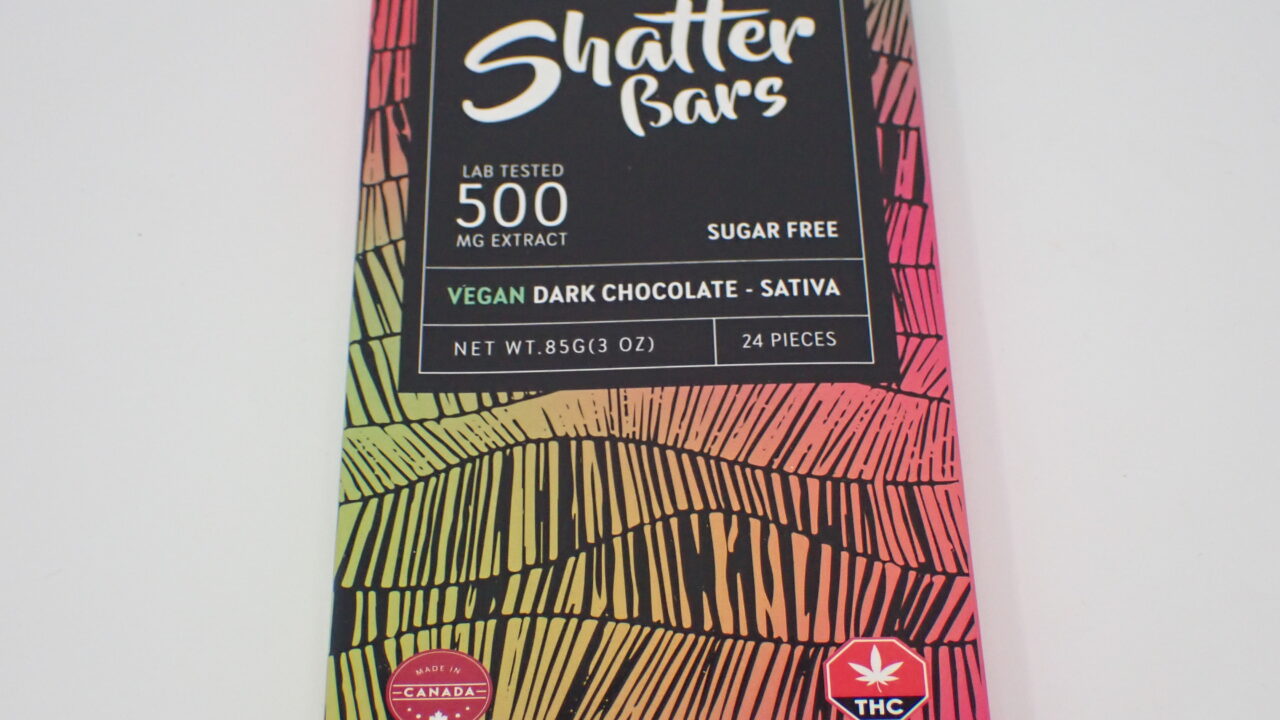 Shatter
Bars
LAB TESTED
500
MG EXTRACT
SUGAR FREE
VEGAN DARK CHOCOLATE - SATIVA
NET WT.85G(3 OZ)
24 PIECES
MADE IN
CANADA
THC